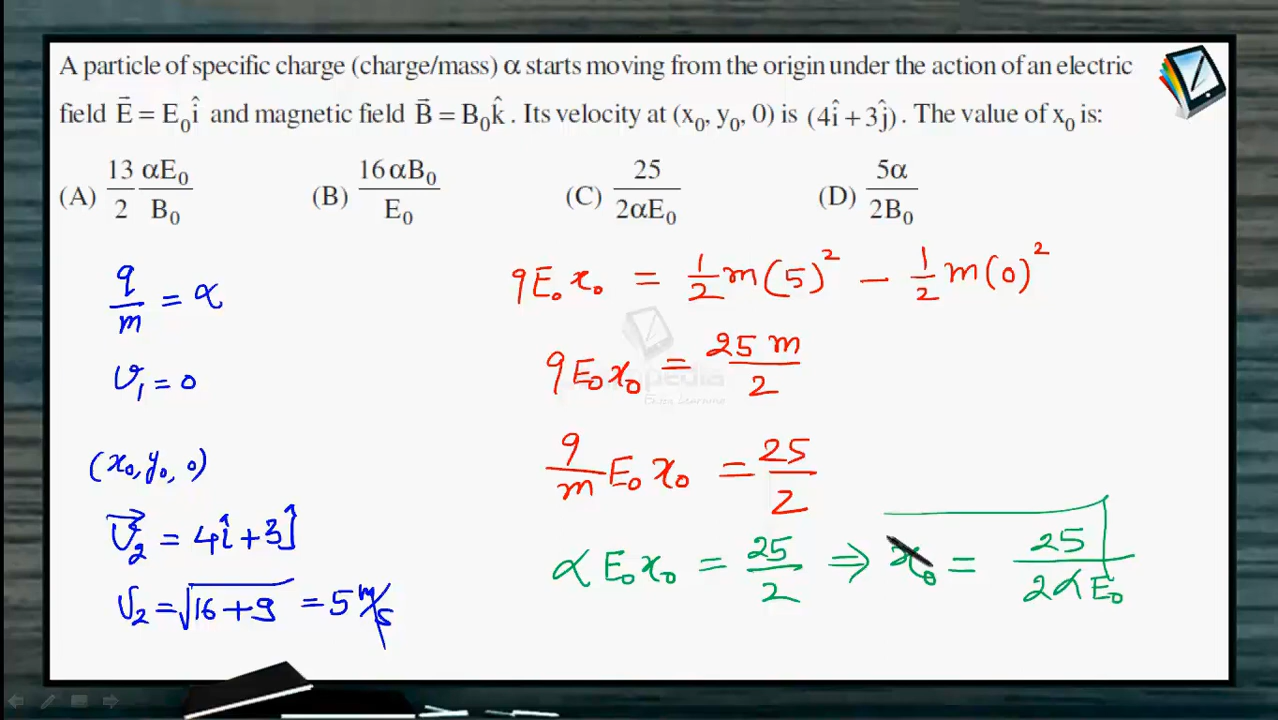 A particle of specific charge (charge/mass) α starts moving from the origin under the action of an electric
field E⃗ = E₀î and magnetic field B⃗ = B₀k̂. Its velocity at (x₀, y₀, 0) is (4î + 3ĵ). The value of x₀ is:
(A) 13/2 αE₀/B₀ (B) 16αB₀/E₀ (C) 25/2αE₀ (D) 5α/2B₀
q/m = α
v₁ = 0
(x₀, y₀, 0)
v⃗₂ = 4î + 3ĵ
v₂ = √16+9 = 5 m/s
qE₀x₀ = 1/2 m(5)² − 1/2 m(0)²
qE₀x₀ = 25 m/2
q/m E₀x₀ = 25/2
αE₀x₀ = 25/2 ⇒ x₀ = 25/2αE₀